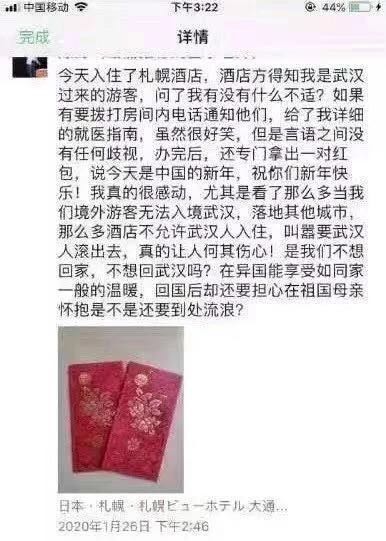 中国移动 下午3:22 44%
完成 详情
今天入住了札幌酒店，酒店方得知我是武汉
过来的游客，问了我有没有什么不适？如果
有要拨打房间内电话通知他们，给了我详细
的就医指南，虽然很好笑，但是言语之间没
有任何歧视，办完后，还专门拿出一对红
包，说今天是中国的新年，祝你们新年快
乐！我真的很感动，尤其是看了那么多当我
们境外游客无法入境武汉，落地其他城市，
那么多酒店不允许武汉人入住，叫嚣要武汉
人滚出去，真的让人何其伤心！是我们不想
回家，不想回武汉吗？在异国能享受如同家
一般的温暖，回国后却还要担心在祖国母亲
怀抱是不是还要到处流浪？
日本·札幌·札幌ビューホテル 大通...
2020年1月26日 下午2:46